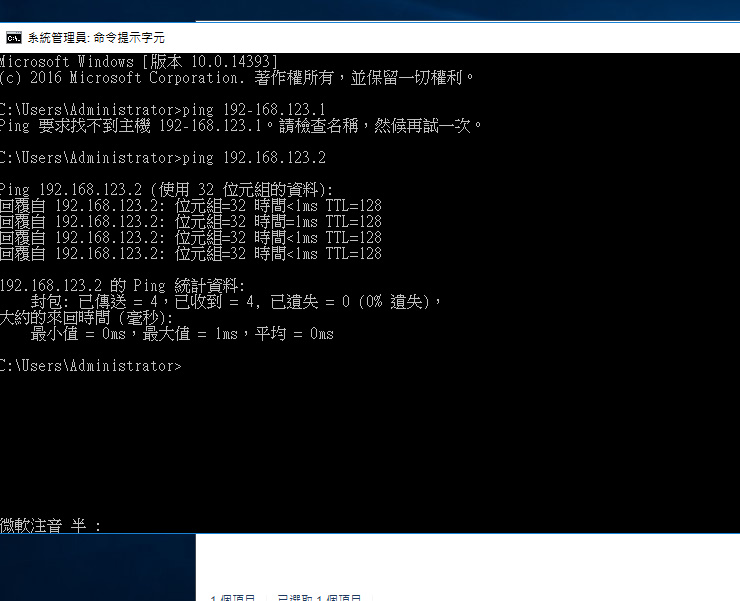 系統管理員: 命令提示字元
Microsoft Windows [版本 10.0.14393]
(c) 2016 Microsoft Corporation. 著作權所有，並保留一切權利。
C:\Users\Administrator>ping 192-168.123.1
Ping 要求找不到主機 192-168.123.1。請檢查名稱，然候再試一次。
C:\Users\Administrator>ping 192.168.123.2
Ping 192.168.123.2 (使用 32 位元組的資料):
回覆自 192.168.123.2: 位元組=32 時間<1ms TTL=128
回覆自 192.168.123.2: 位元組=32 時間=1ms TTL=128
回覆自 192.168.123.2: 位元組=32 時間<1ms TTL=128
回覆自 192.168.123.2: 位元組=32 時間<1ms TTL=128
192.168.123.2 的 Ping 統計資料:
封包: 已傳送 = 4，已收到 = 4, 已遺失 = 0 (0% 遺失)，
大約的來回時間 (毫秒):
最小值 = 0ms，最大值 = 1ms，平均 = 0ms
C:\Users\Administrator>
微軟注音 半 :
1 個項目 已選取 1 個項目